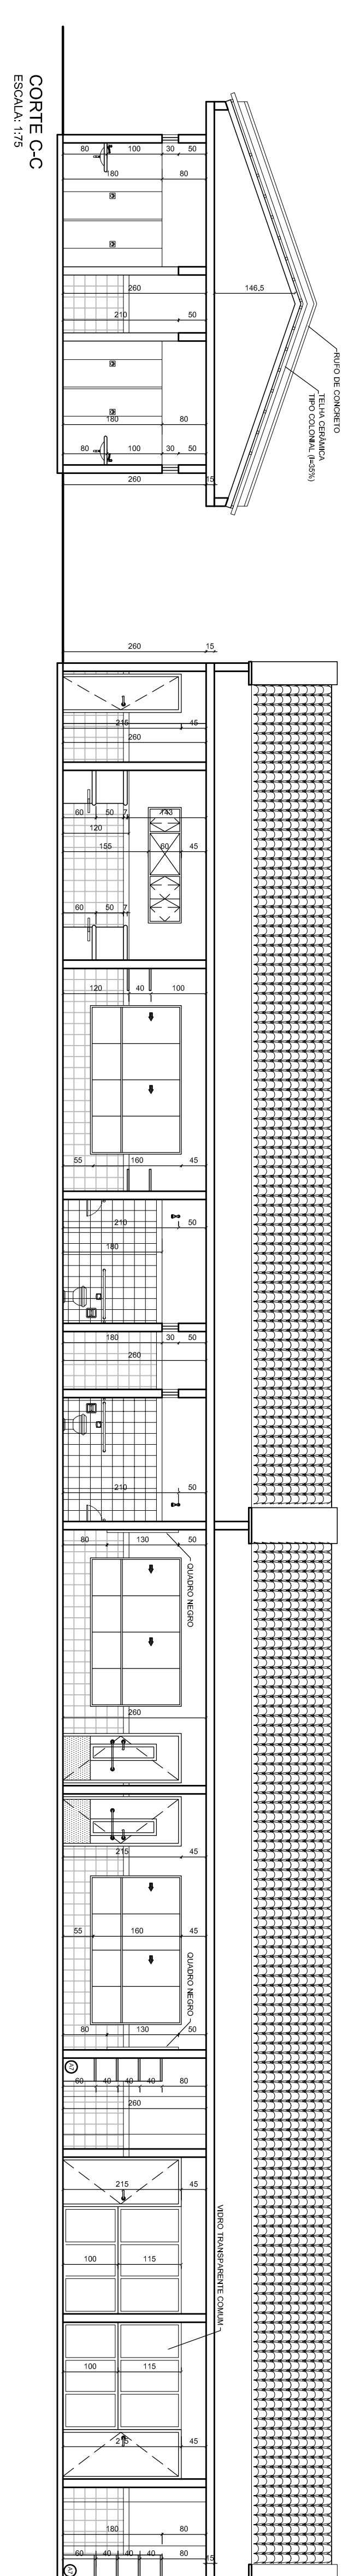 CORTE C-C
ESCALA: 1:75
RUFO DE CONCRETO
TELHA CERÂMICA
TIPO COLONIAL (I=35%)
80 100 30 50
180 80
260 146.5
210 50
180 80
80 100 30 50
260 15
260 15
215 45
260
60 50 7 143
120
155 60 45
60 50 7
120 40 100
55 160 45
210 50
180
180 30 50
260
210 50
80 130 50
QUADRO NEGRO
260
215 45
55 160 45
QUADRO NEGRO
80 130 50
60 40 40 40 80
260
215 45
VIDRO TRANSPARENTE COMUM
100 115
100 115
215 45
180 80
60 40 40 40 80 15